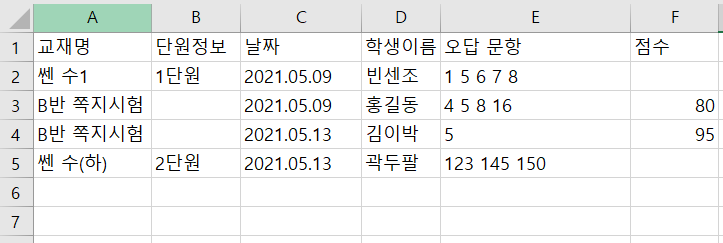 A B C D E F
1 교재명 단원정보 날짜 학생이름 오답 문항 점수
2 쎈 수1 1단원 2021.05.09 빈센조 1 5 6 7 8
3 B반 쪽지시험 2021.05.09 홍길동 4 5 8 16 80
4 B반 쪽지시험 2021.05.13 김이박 5 95
5 쎈 수(하) 2단원 2021.05.13 곽두팔 123 145 150
6
7